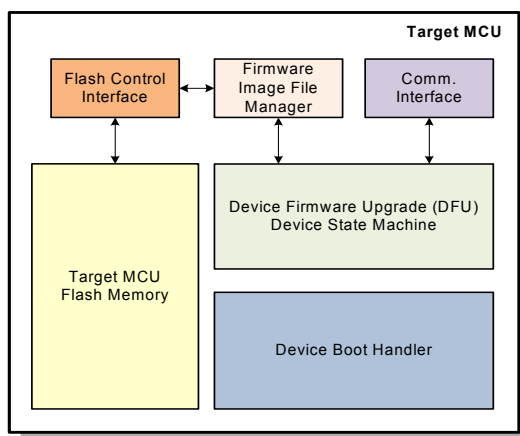 Target MCU
Flash Control
Interface
Firmware
Image File
Manager
Comm.
Interface
Device Firmware Upgrade (DFU)
Device State Machine
Target MCU
Flash Memory
Device Boot Handler